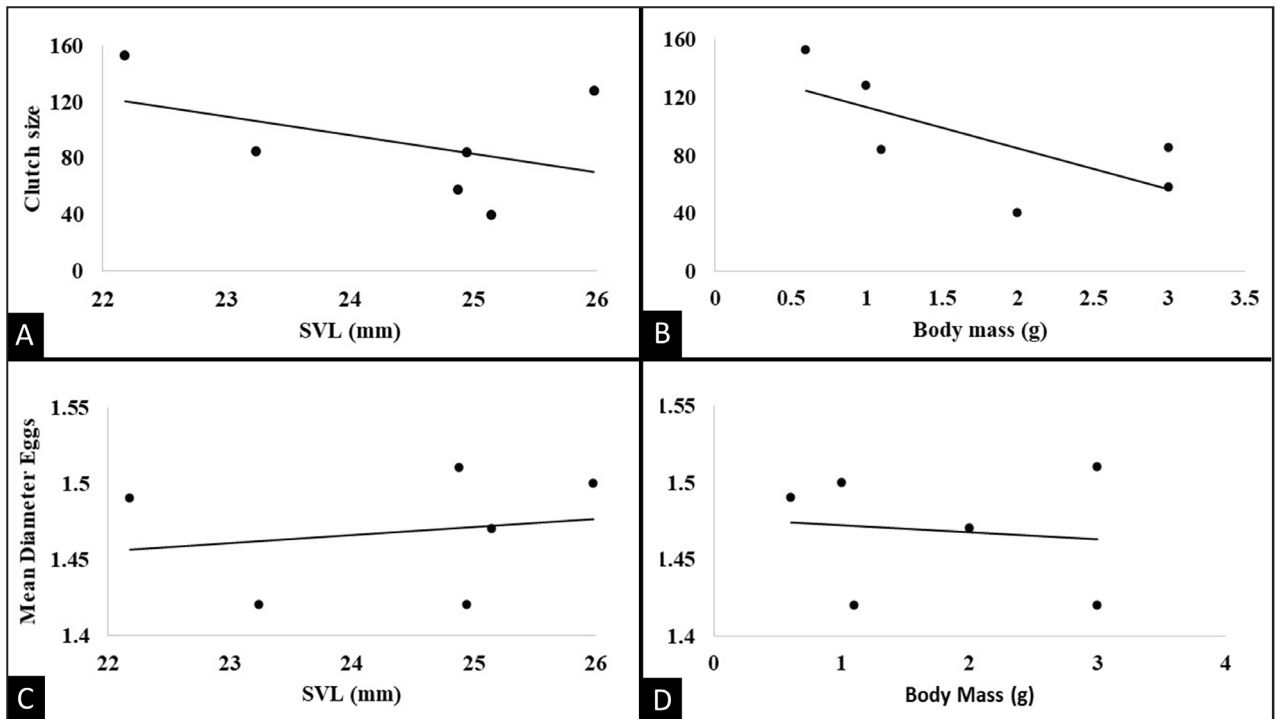 160
120
80
40
0
Clutch size
22 23 24 25 26
SVL (mm)
A
160
120
80
40
0
0 0.5 1 1.5 2 2.5 3 3.5
Body mass (g)
B
1.55
1.5
1.45
1.4
Mean Diameter Eggs
22 23 24 25 26
SVL (mm)
C
1.55
1.5
1.45
1.4
0 1 2 3 4
Body Mass (g)
D